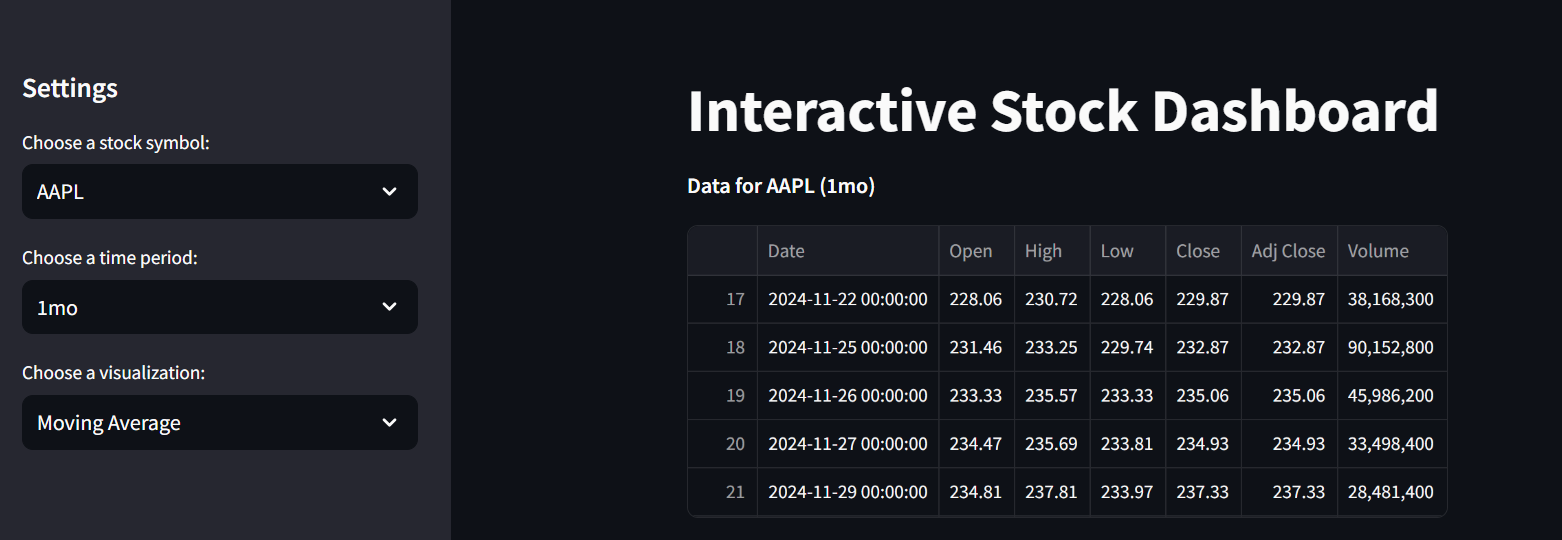 Settings
Choose a stock symbol:
AAPL
Choose a time period:
1mo
Choose a visualization:
Moving Average
Interactive Stock Dashboard
Data for AAPL (1mo)
Date Open High Low Close Adj Close Volume
17 2024-11-22 00:00:00 228.06 230.72 228.06 229.87 229.87 38,168,300
18 2024-11-25 00:00:00 231.46 233.25 229.74 232.87 232.87 90,152,800
19 2024-11-26 00:00:00 233.33 235.57 233.33 235.06 235.06 45,986,200
20 2024-11-27 00:00:00 234.47 235.69 233.81 234.93 234.93 33,498,400
21 2024-11-29 00:00:00 234.81 237.81 233.97 237.33 237.33 28,481,400